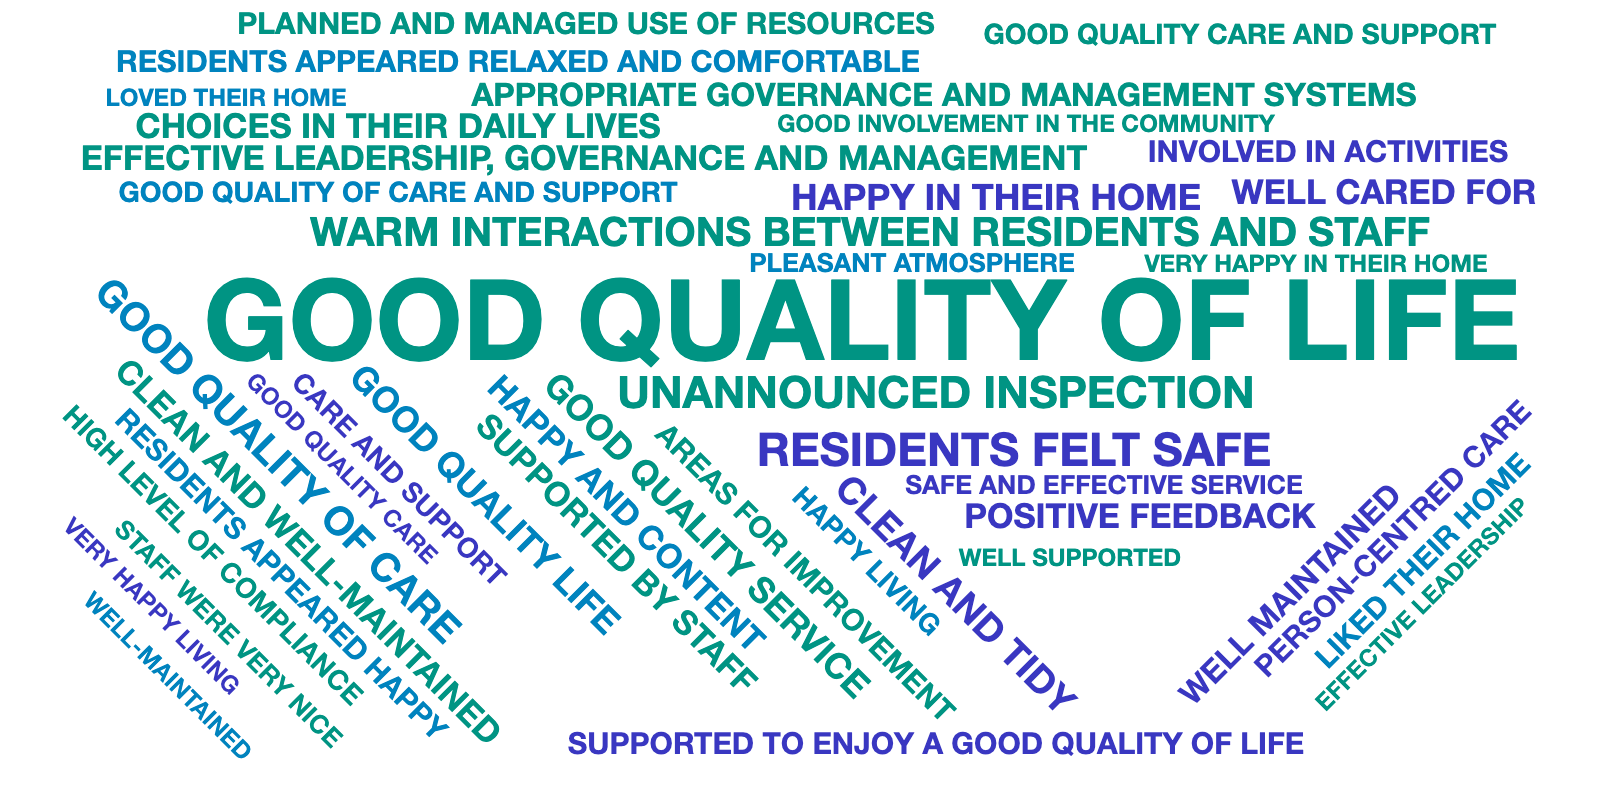 PLANNED AND MANAGED USE OF RESOURCES
GOOD QUALITY CARE AND SUPPORT
RESIDENTS APPEARED RELAXED AND COMFORTABLE
LOVED THEIR HOME
APPROPRIATE GOVERNANCE AND MANAGEMENT SYSTEMS
CHOICES IN THEIR DAILY LIVES
GOOD INVOLVEMENT IN THE COMMUNITY
EFFECTIVE LEADERSHIP, GOVERNANCE AND MANAGEMENT
INVOLVED IN ACTIVITIES
GOOD QUALITY OF CARE AND SUPPORT
HAPPY IN THEIR HOME
WELL CARED FOR
WARM INTERACTIONS BETWEEN RESIDENTS AND STAFF
PLEASANT ATMOSPHERE
VERY HAPPY IN THEIR HOME
GOOD QUALITY OF LIFE
UNANNOUNCED INSPECTION
RESIDENTS FELT SAFE
SAFE AND EFFECTIVE SERVICE
POSITIVE FEEDBACK
WELL SUPPORTED
GOOD QUALITY OF CARE
CLEAN AND WELL-MAINTAINED
RESIDENTS APPEARED HAPPY
HIGH LEVEL OF COMPLIANCE
STAFF WERE VERY NICE
VERY HAPPY LIVING
WELL-MAINTAINED
GOOD QUALITY CARE
CARE AND SUPPORT
GOOD QUALITY LIFE
HAPPY AND CONTENT
SUPPORTED BY STAFF
GOOD QUALITY SERVICE
AREAS FOR IMPROVEMENT
HAPPY LIVING
CLEAN AND TIDY
WELL MAINTAINED
PERSON-CENTRED CARE
LIKED THEIR HOME
EFFECTIVE LEADERSHIP
SUPPORTED TO ENJOY A GOOD QUALITY OF LIFE